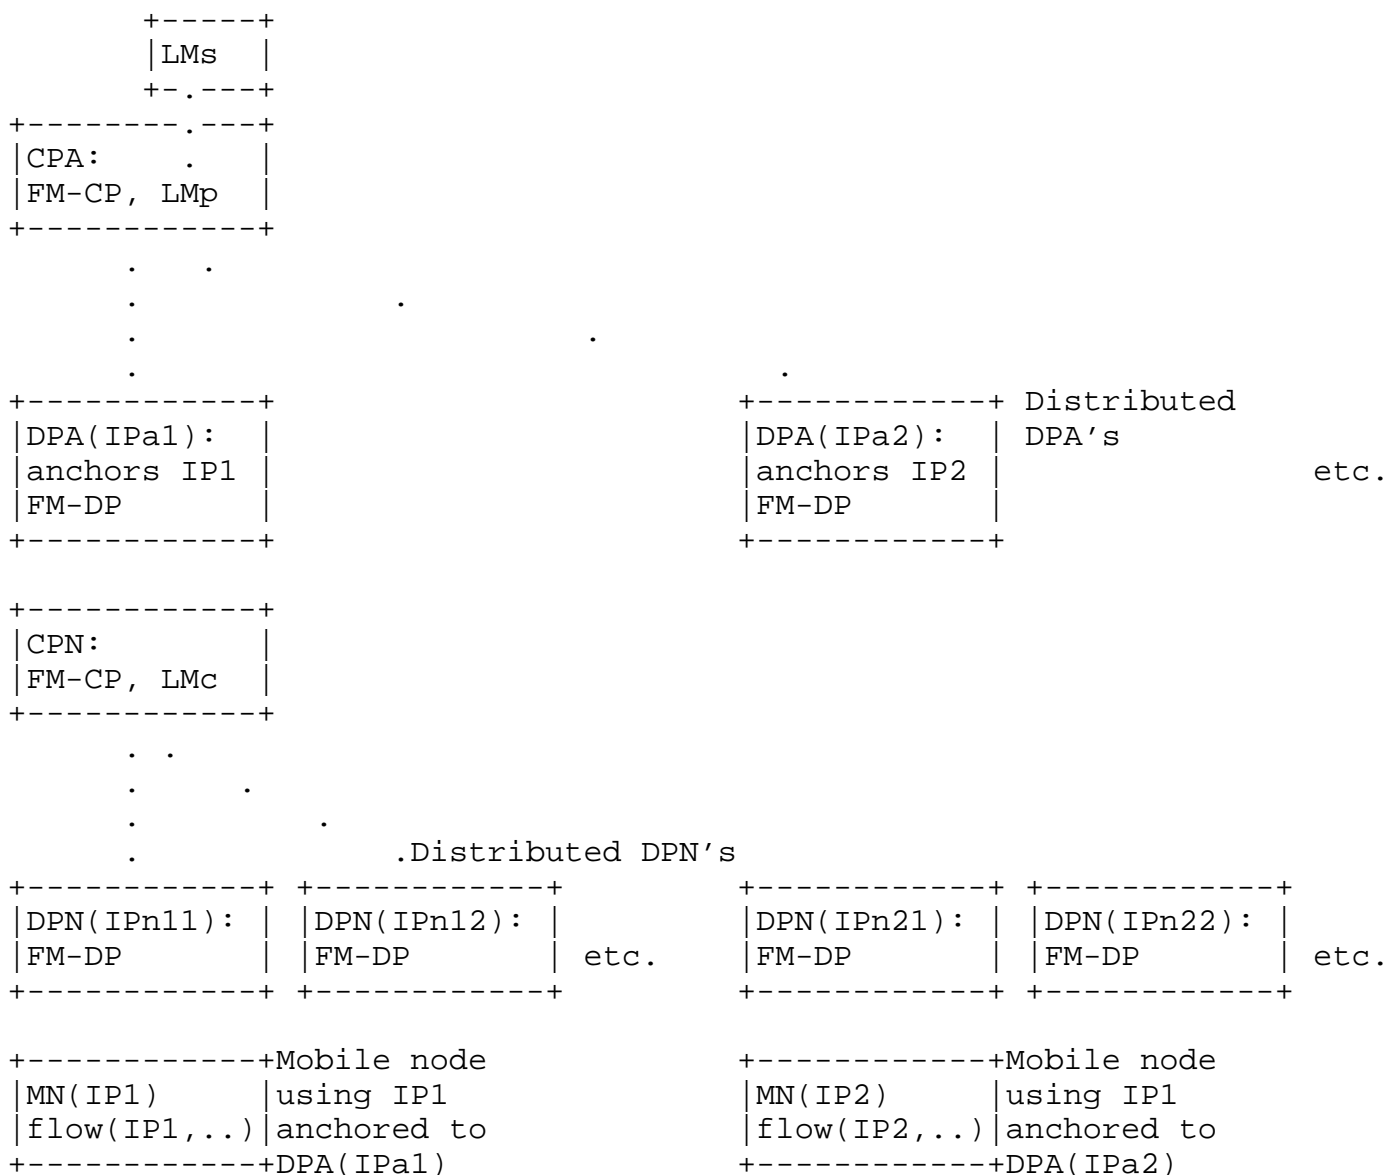 +-----+
|LMs  |
+-.---+
+--------.---+
|CPA:    .   |
|FM-CP, LMp  |
+------------+
.   .
.             .
.                       .
.                                 .
+------------+                         +------------+ Distributed
|DPA(IPa1):  |                         |DPA(IPa2):  | DPA's
|anchors IP1 |                         |anchors IP2 |                etc.
|FM-DP       |                         |FM-DP       |
+------------+                         +------------+
+------------+
|CPN:        |
|FM-CP, LMc  |
+------------+
. .
.     .
.         .
.             .Distributed DPN's
+------------+ +------------+          +------------+ +------------+
|DPN(IPn11): | |DPN(IPn12): |          |DPN(IPn21): | |DPN(IPn22): |
|FM-DP       | |FM-DP       | etc.     |FM-DP       | |FM-DP       | etc.
+------------+ +------------+          +------------+ +------------+
+------------+Mobile node              +------------+Mobile node
|MN(IP1)     |using IP1                |MN(IP2)     |using IP1
|flow(IP1,..)|anchored to              |flow(IP2,..)|anchored to
+------------+DPA(IPa1)                +------------+DPA(IPa2)